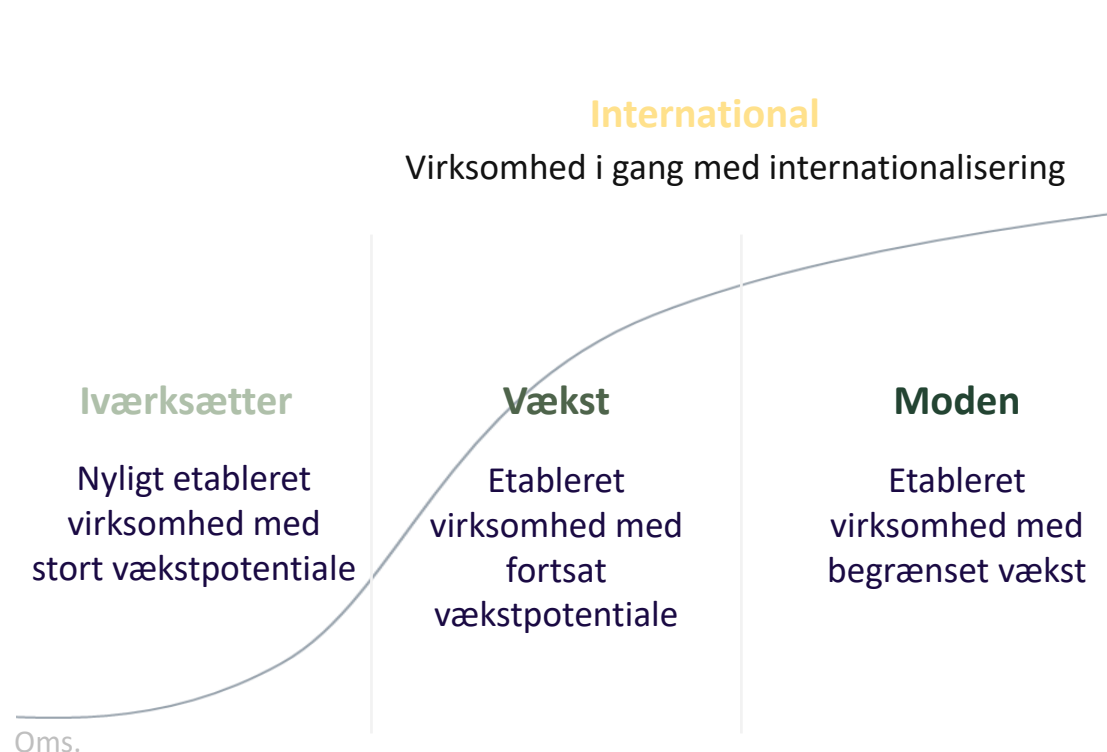 International
Virksomhed i gang med internationalisering
Iværksætter
Nyligt etableret
virksomhed med
stort vækstpotentiale
Vækst
Etableret
virksomhed med
fortsat
vækstpotentiale
Moden
Etableret
virksomhed med
begrænset vækst
Oms.